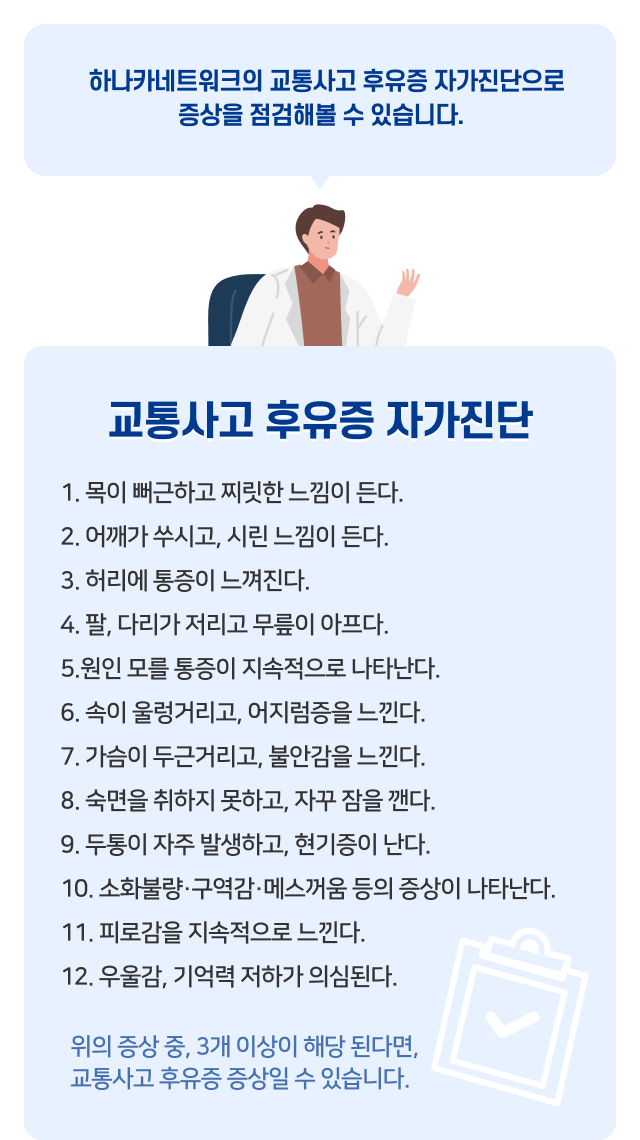 하나카네트워크의 교통사고 후유증 자가진단으로
증상을 점검해볼 수 있습니다.
교통사고 후유증 자가진단
1. 목이 뻐근하고 찌릿한 느낌이 든다.
2. 어깨가 쑤시고, 시린 느낌이 든다.
3. 허리에 통증이 느껴진다.
4. 팔, 다리가 저리고 무릎이 아프다.
5.원인 모를 통증이 지속적으로 나타난다.
6. 속이 울렁거리고, 어지럼증을 느낀다.
7. 가슴이 두근거리고, 불안감을 느낀다.
8. 숙면을 취하지 못하고, 자꾸 잠을 깬다.
9. 두통이 자주 발생하고, 현기증이 난다.
10. 소화불량·구역감·메스꺼움 등의 증상이 나타난다.
11. 피로감을 지속적으로 느낀다.
12. 우울감, 기억력 저하가 의심된다.
위의 증상 중, 3개 이상이 해당 된다면,
교통사고 후유증 증상일 수 있습니다.